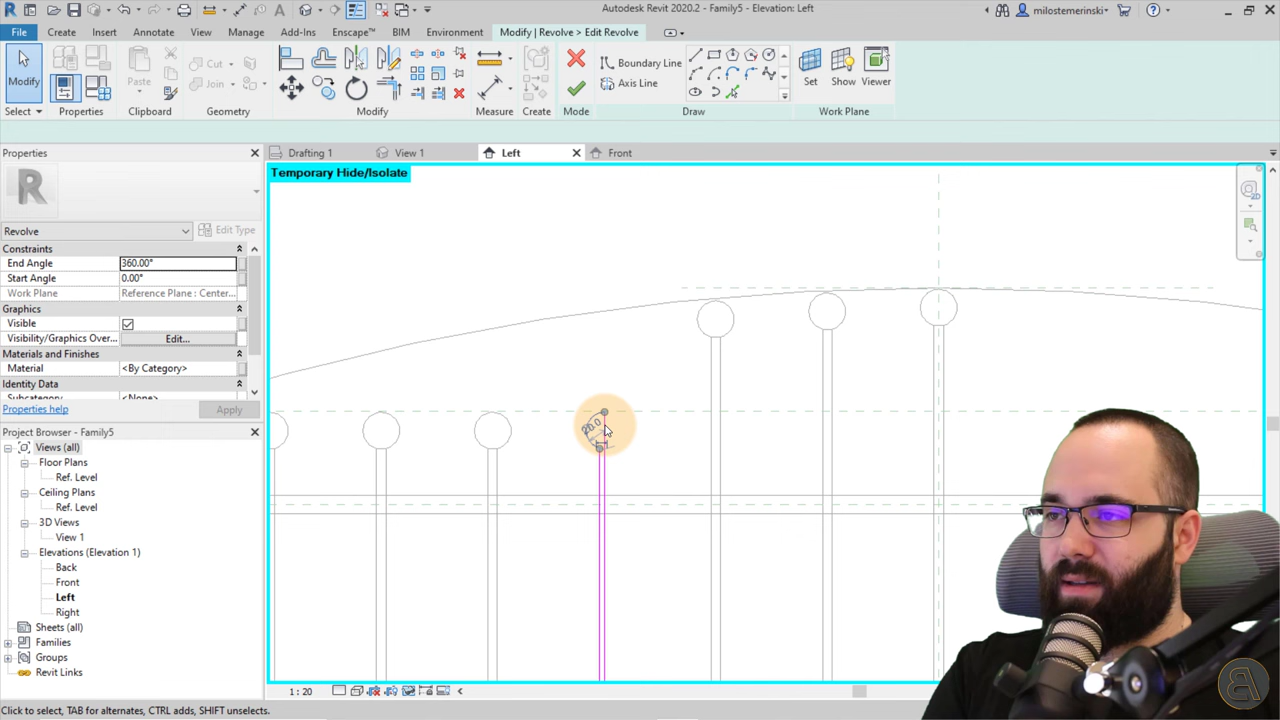 Autodesk Revit 2020.2 - Family5 - Elevation: Left
milostemerinski
File Create Insert Annotate View Manage Add-Ins Enscape™ BIM Environment Modify | Revolve > Edit Revolve
Modify
Paste
Cut
Join
Boundary Line
Axis Line
Set Show Viewer
Select Properties Clipboard Geometry Modify Measure Create Mode Draw Work Plane
Properties
Drafting 1 View 1 Left Front
Temporary Hide/Isolate
2D
R
Revolve
Edit Type
Constraints
End Angle 360.00°
Start Angle 0.00°
Work Plane Reference Plane : Center...
Graphics
Visible
Visibility/Graphics Over... Edit...
Materials and Finishes
Material <By Category>
Identity Data
Properties help
Apply
Project Browser - Family5
Views (all)
Floor Plans
Ref. Level
Ceiling Plans
Ref. Level
3D Views
View 1
Elevations (Elevation 1)
Back
Front
Left
Right
Sheets (all)
Families
Groups
Revit Links
20.0
1 : 20
Click to select, TAB for alternates, CTRL adds, SHIFT unselects.